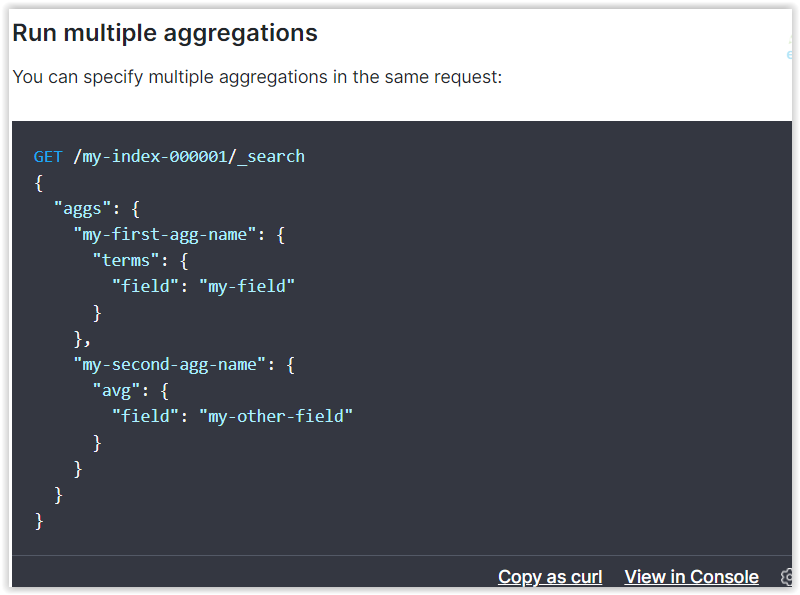 Run multiple aggregations
You can specify multiple aggregations in the same request:
GET /my-index-000001/_search
{
  "aggs": {
    "my-first-agg-name": {
      "terms": {
        "field": "my-field"
      }
    },
    "my-second-agg-name": {
      "avg": {
        "field": "my-other-field"
      }
    }
  }
}
Copy as curl View in Console